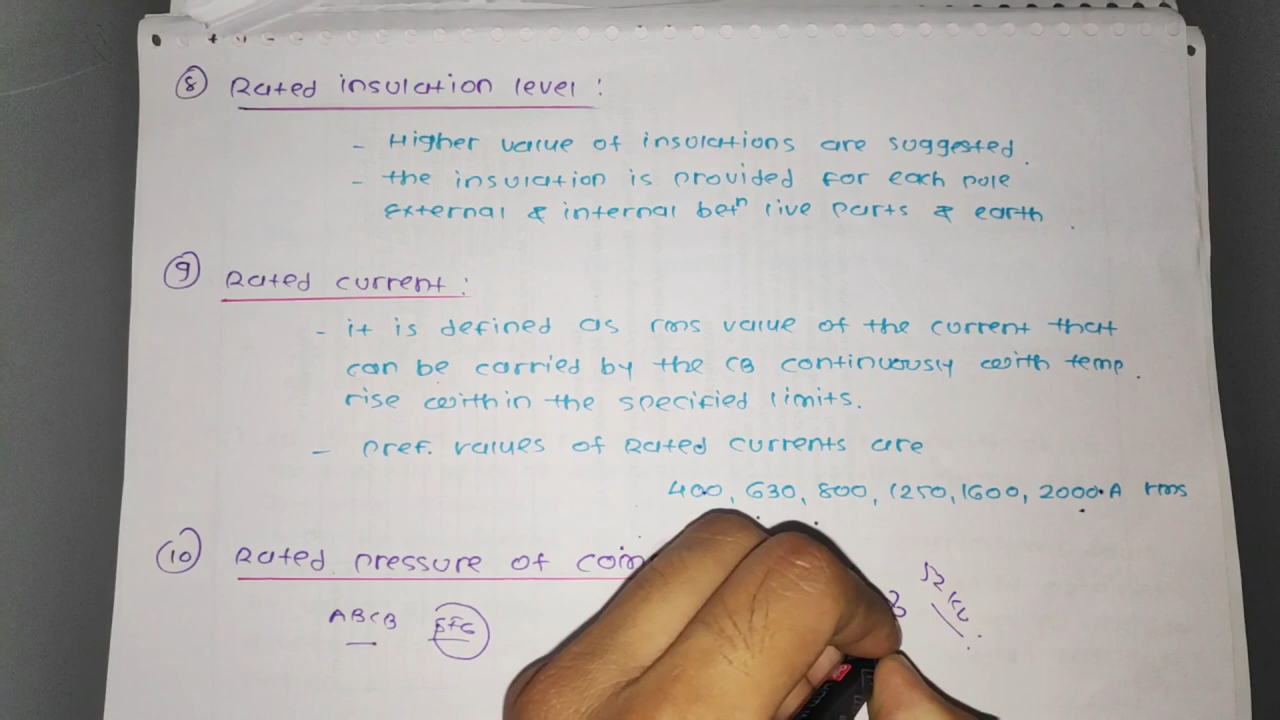 8 Rated insulation level :
- Higher value of insulations are suggested.
- the insulation is provided for each pole
external & internal betn live parts & earth.
9 Rated current :
- it is defined as rms value of the current that
can be carried by the CB continuously with temp.
rise within the specified limits.
- Pref. values of Rated currents are
400, 630, 800, 1250, 1600, 2000 A rms
10 Rated pressure of
ABCB SF6